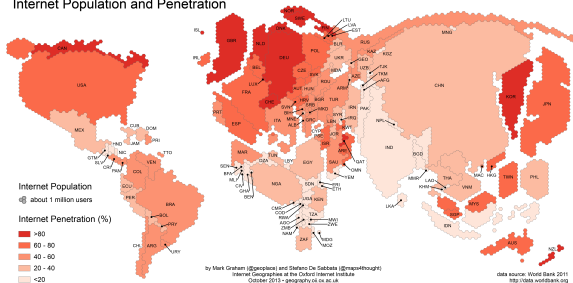 Internet Population and Penetration
CAN
USA
MEX
CUB
DOM
HND
JAM
PRI
GTM
SLV
NIC
CRI
PAN
TTO
VEN
COL
ECU
PER
BRA
BOL
PRY
CHL
ARG
URY
ISL
IRL
GBR
NOR
SWE
NLD
DEU
BEL
LUX
FRA
CHE
PRT
ESP
ITA
POL
CZE
AUT
HUN
SVN
BIH
MNE
ALB
SRB
MKD
BGR
MDA
UKR
BLR
LTU
LVA
EST
RUS
KAZ
KGZ
GEO
UZB
TJK
TKM
AFG
ARM
AZE
TUR
CYP
PSE
LBN
SYR
IRQ
IRN
JOR
KWT
ISR
ARE
SAU
QAT
OMN
YEM
PAK
MAR
DZA
TUN
LBY
EGY
SEN
BFA
MLI
CIV
GHA
BEN
NGA
SDN
ERI
ETH
CMR
COD
RWA
AGO
ZMB
NAM
UGA
KEN
TZA
MWI
ZWE
MDG
MOZ
ZAF
MNG
CHN
KOR
JPN
NPL
IND
BGD
MMR
LKA
LAO
KHM
THA
VNM
MAC
HKG
TWN
PHL
MYS
SGP
IDN
AUS
NZL
Internet Population
about 1 million users
Internet Penetration (%)
>80
60 - 80
40 - 60
20 - 40
<20
by Mark Graham (@geoplace) and Stefano De Sabbata (@maps4thought)
Internet Geographies at the Oxford Internet Institute
October 2013 • geography.oii.ox.ac.uk
data source: World Bank 2011
http://data.worldbank.org